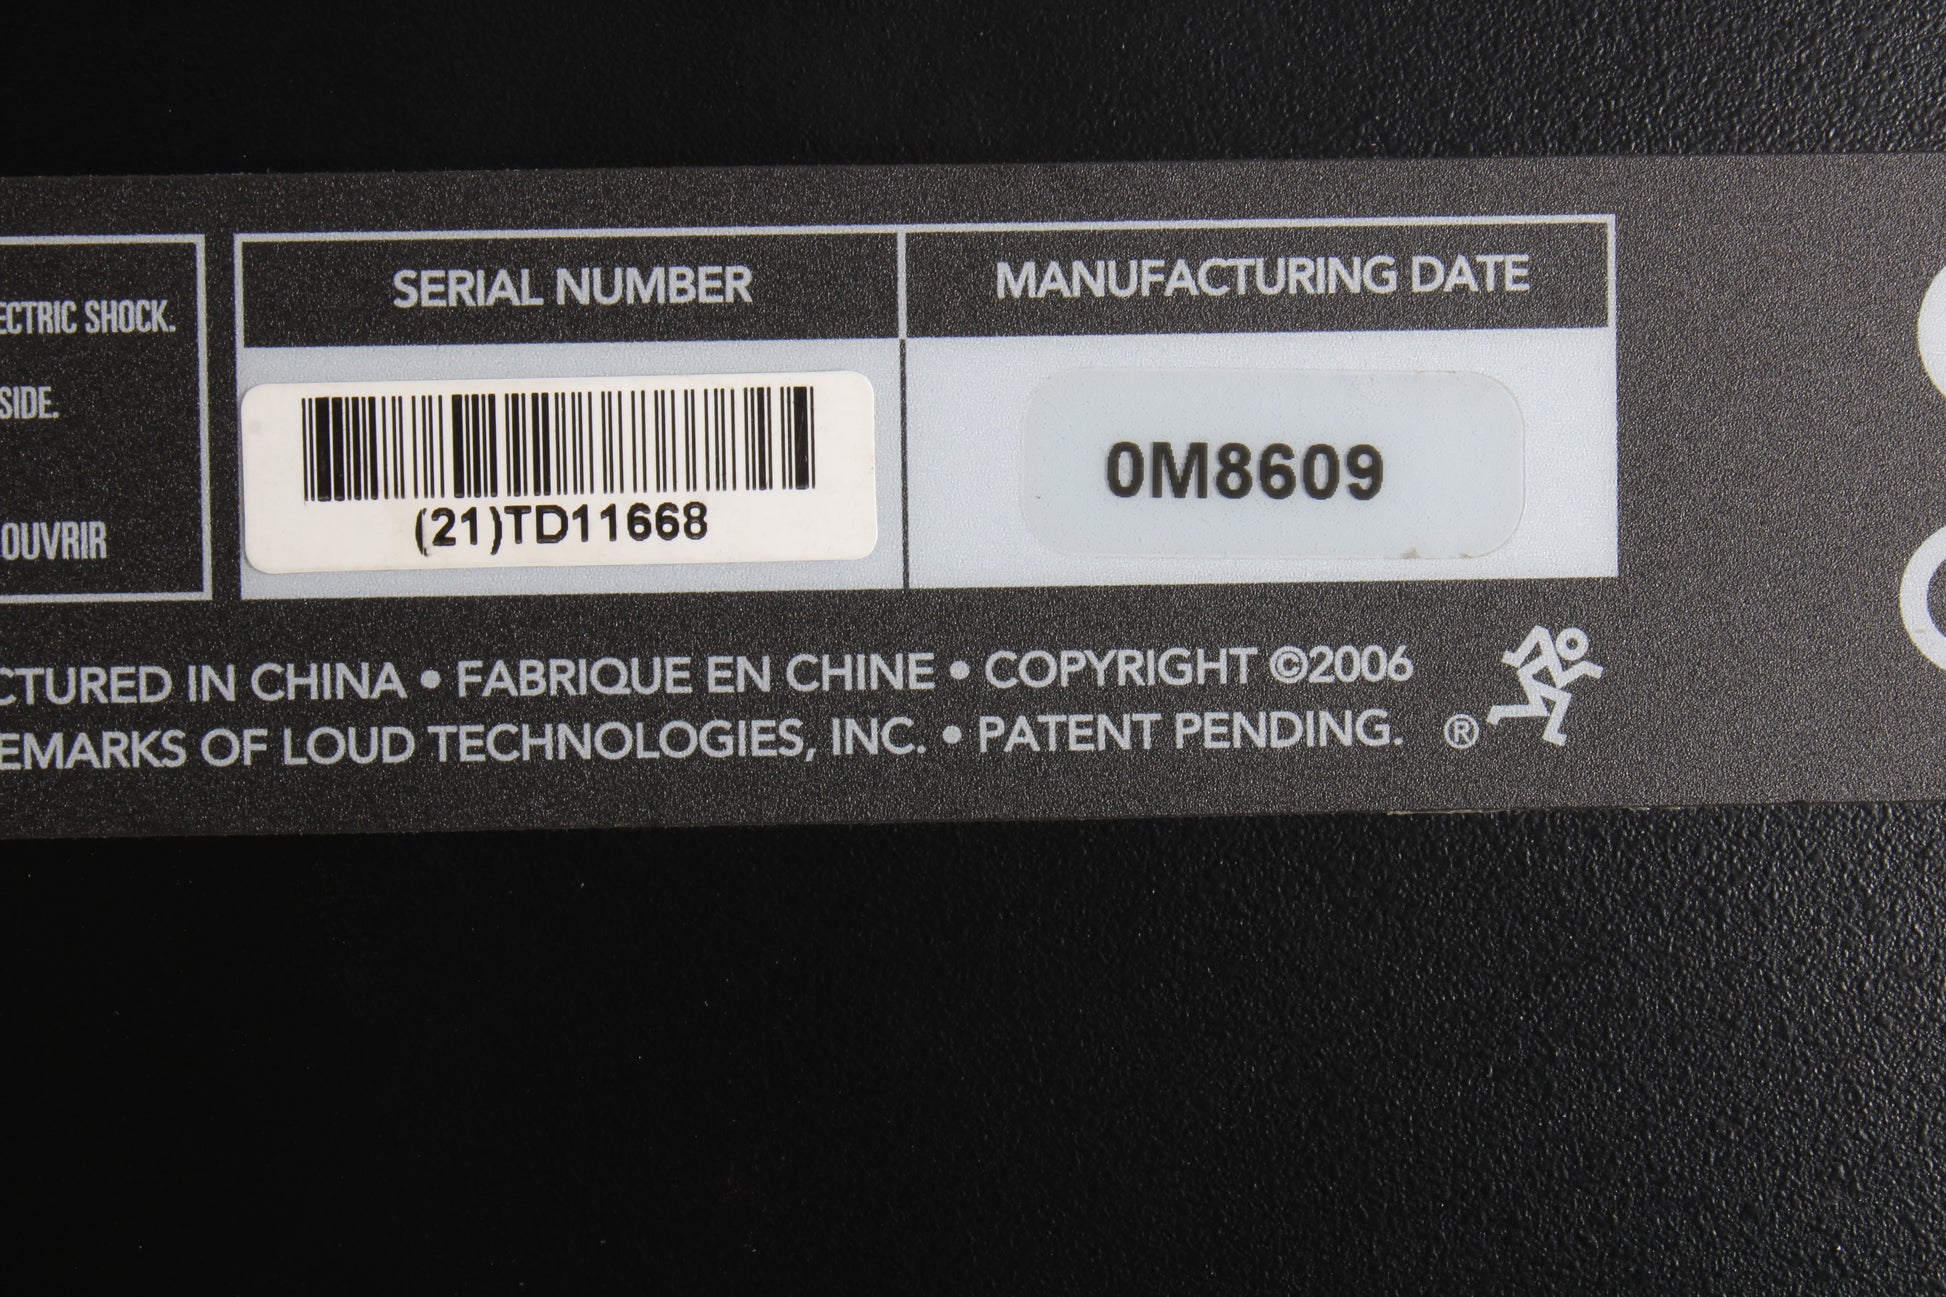 ECTRIC SHOCK.
SIDE.
OUVRIR
SERIAL NUMBER
(21)TD11668
MANUFACTURING DATE
0M8609
CTURED IN CHINA • FABRIQUE EN CHINE • COPYRIGHT ©2006
EMARKS OF LOUD TECHNOLOGIES, INC. • PATENT PENDING. ®